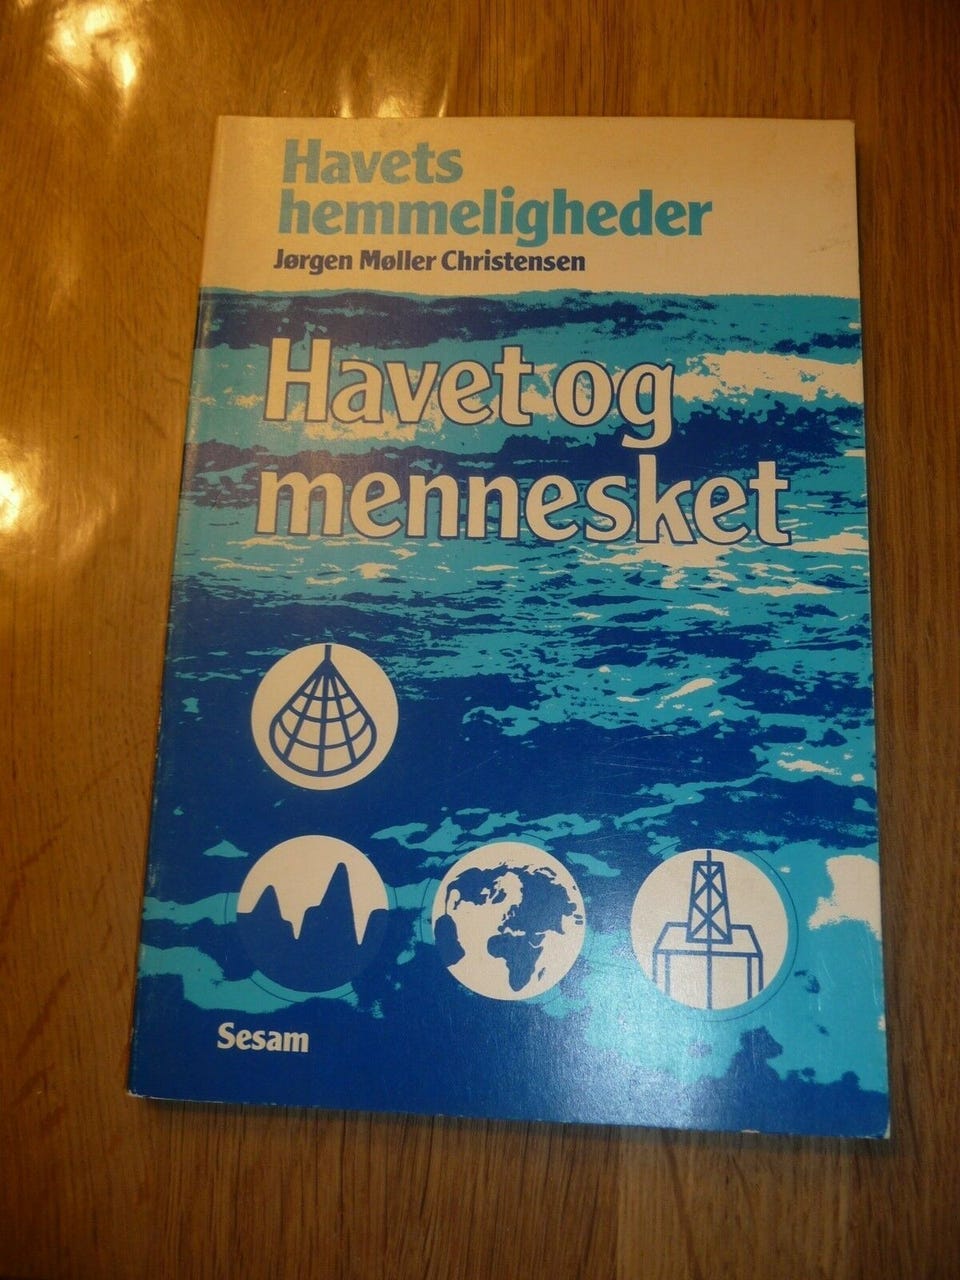 Havets
hemmeligheder
Jørgen Møller Christensen
Havet og
mennesket
Sesam